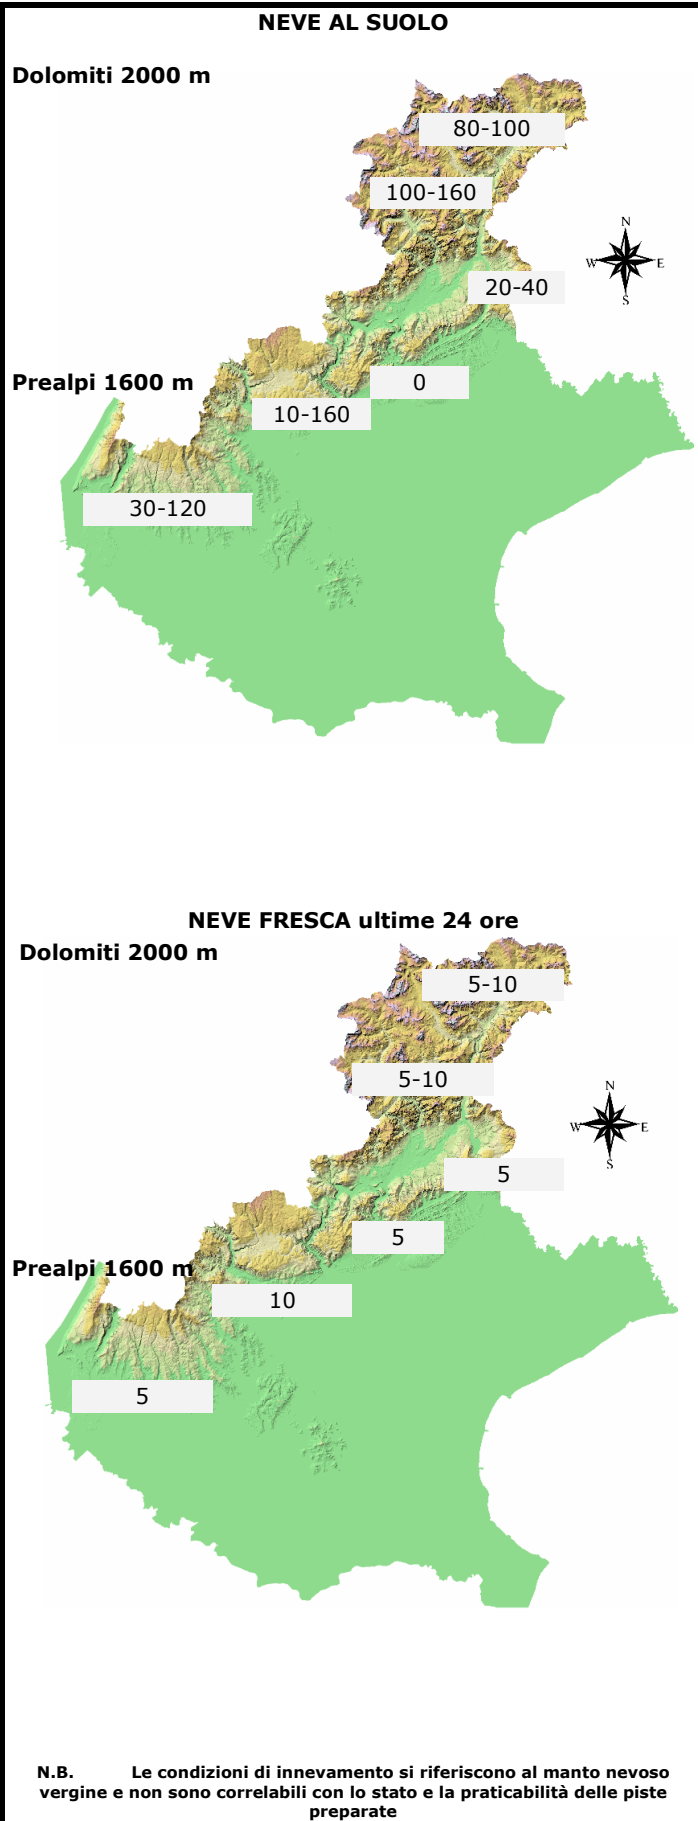 NEVE AL SUOLO
Dolomiti 2000 m
80-100
100-160
N
W E
S
20-40
Prealpi 1600 m
0
10-160
30-120
NEVE FRESCA ultime 24 ore
Dolomiti 2000 m
5-10
5-10
N
W E
S
5
5
Prealpi 1600 m
10
5
N.B. Le condizioni di innevamento si riferiscono al manto nevoso
vergine e non sono correlabili con lo stato e la praticabilità delle piste
preparate